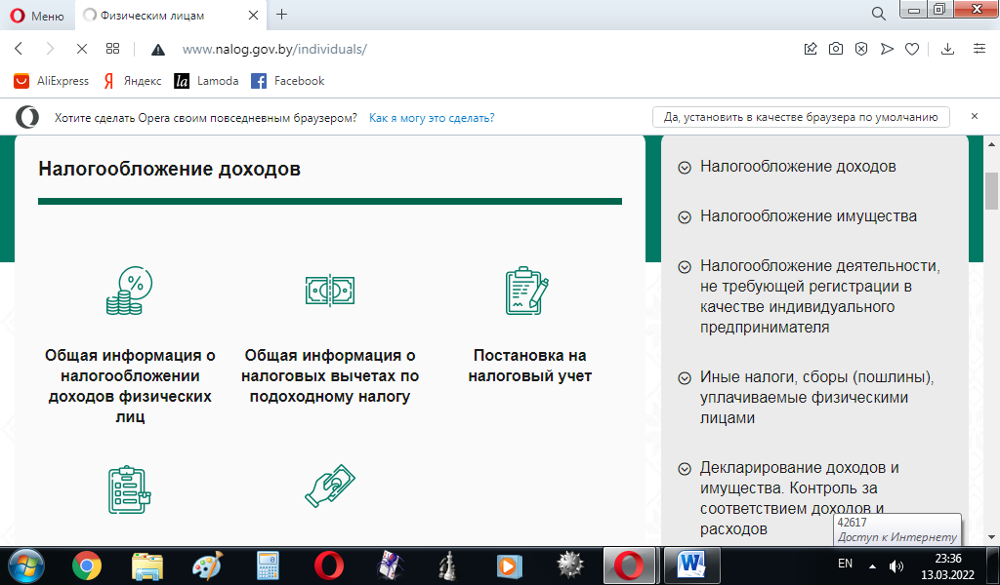 Меню
Физическим лицам
www.nalog.gov.by/individuals/
AliExpress
Яндекс
la Lamoda
Facebook
Хотите сделать Opera своим повседневным браузером? Как я могу это сделать?
Да, установить в качестве браузера по умолчанию
Налогообложение доходов
Общая информация о
налогообложении
доходов физических
лиц
Общая информация о
налоговых вычетах по
подоходному налогу
Постановка на
налоговый учет
Налогообложение доходов
Налогообложение имущества
Налогообложение деятельности,
не требующей регистрации в
качестве индивидуального
предпринимателя
Иные налоги, сборы (пошлины),
уплачиваемые физическими
лицами
Декларирование доходов и
имущества. Контроль за
соответствием доходов и
расходов
42617
Доступ к Интернету
EN
23:36
13.03.2022